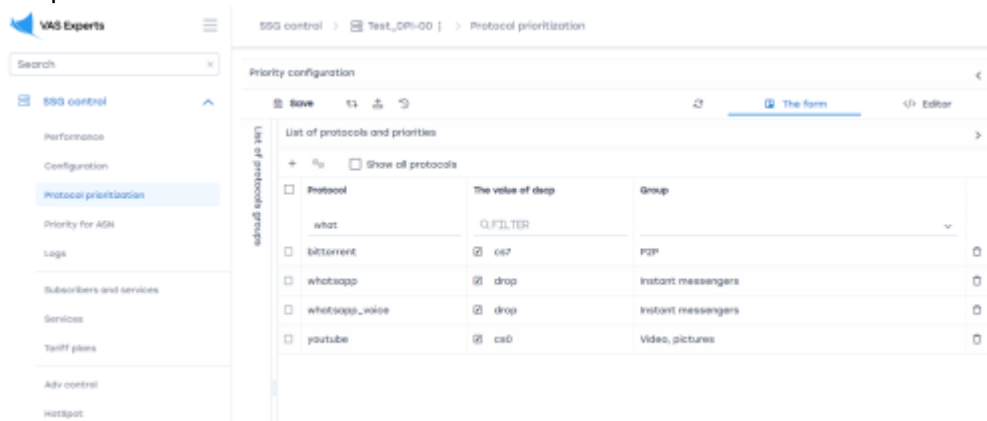 VAS Experts
SSG control > Test_DPI-00 | > Protocol prioritization
Search
Priority configuration
SSG control
Save
The form
</> Editor
Performance
List of protocols groups
List of protocols and priorities
Configuration
Show all protocols
Protocol prioritization
Protocol The value of dscp Group
Priority for ASN
what FILTER
Logs
bittorrent cs7 P2P
Subscribers and services
whatsapp drop Instant messengers
Services
whatsapp_voice drop Instant messengers
Tariff plans
youtube cs0 Video, pictures
Adv control
HotSpot